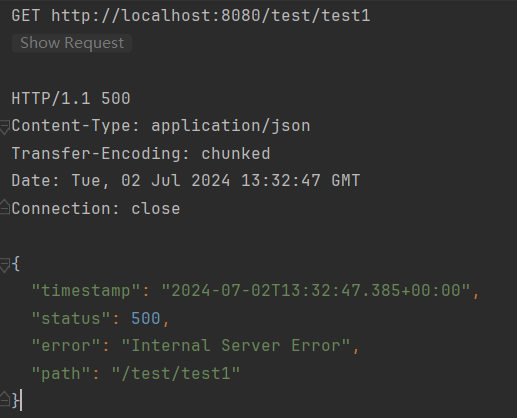 GET http://localhost:8080/test/test1
Show Request
HTTP/1.1 500
Content-Type: application/json
Transfer-Encoding: chunked
Date: Tue, 02 Jul 2024 13:32:47 GMT
Connection: close
{
  "timestamp": "2024-07-02T13:32:47.385+00:00",
  "status": 500,
  "error": "Internal Server Error",
  "path": "/test/test1"
}